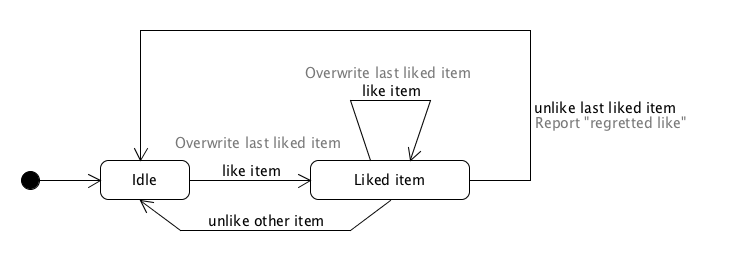 Overwrite last liked item
like item
unlike last liked item
Report "regretted like"
Overwrite last liked item
like item
Idle
Liked item
unlike other item